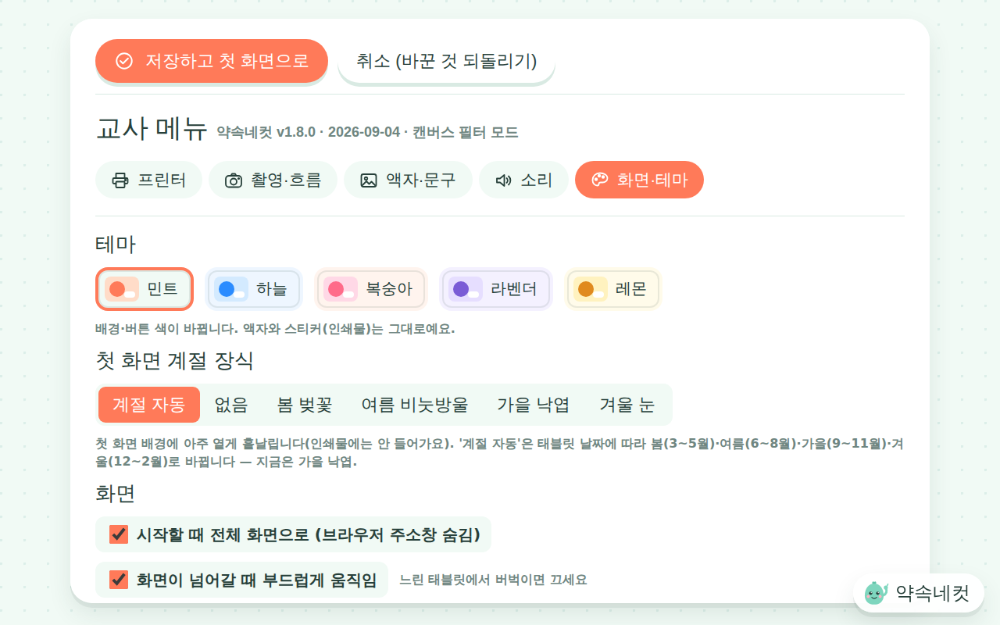 저장하고 첫 화면으로
취소 (바꾼 것 되돌리기)
교사 메뉴 약속네컷 v1.8.0 · 2026-09-04 · 캔버스 필터 모드
프린터
촬영·흐름
액자·문구
소리
화면·테마
테마
민트
하늘
복숭아
라벤더
레몬
배경·버튼 색이 바뀝니다. 액자와 스티커(인쇄물)는 그대로예요.
첫 화면 계절 장식
계절 자동
없음
봄 벚꽃
여름 비눗방울
가을 낙엽
겨울 눈
첫 화면 배경에 아주 옅게 흩날립니다(인쇄물에는 안 들어가요). '계절 자동'은 태블릿 날짜에 따라 봄(3~5월)·여름(6~8월)·가을(9~11월)·겨
울(12~2월)로 바뀝니다 — 지금은 가을 낙엽.
화면
시작할 때 전체 화면으로 (브라우저 주소창 숨김)
화면이 넘어갈 때 부드럽게 움직임
느린 태블릿에서 버벅이면 끄세요
약속네컷